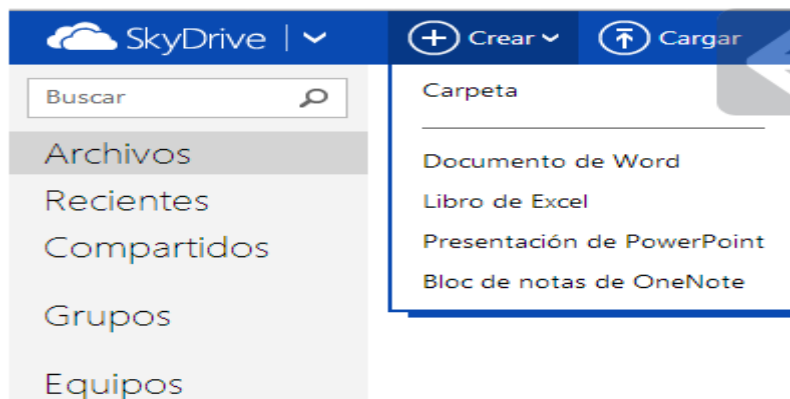 SkyDrive
Crear
Cargar
Buscar
Archivos
Recientes
Compartidos
Grupos
Equipos
Carpeta
Documento de Word
Libro de Excel
Presentación de PowerPoint
Bloc de notas de OneNote